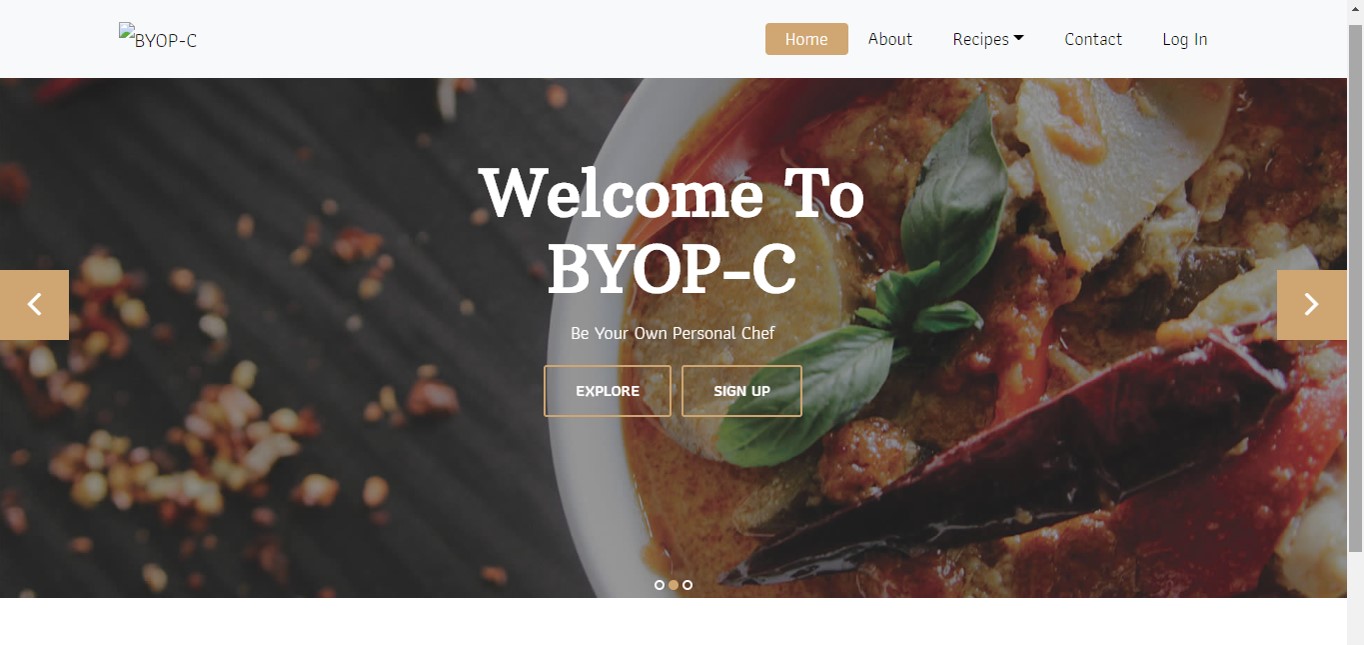 BYOP-C
Home About Recipes Contact Log In
Welcome To
BYOP-C
Be Your Own Personal Chef
EXPLORE SIGN UP